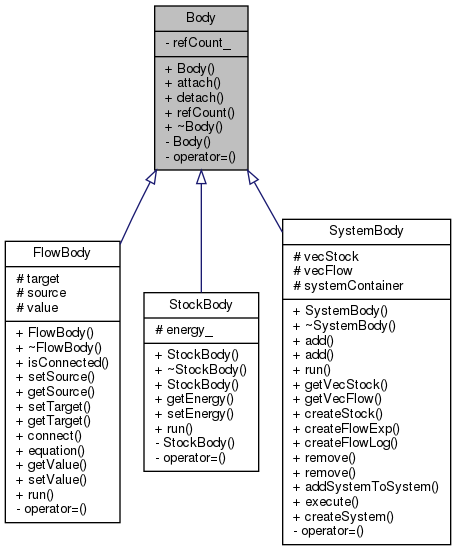 Body
- refCount_
+ Body()
+ attach()
+ detach()
+ refCount()
+ ~Body()
- Body()
- operator=()
FlowBody
# target
# source
# value
+ FlowBody()
+ ~FlowBody()
+ isConnected()
+ setSource()
+ getSource()
+ setTarget()
+ getTarget()
+ connect()
+ equation()
+ getValue()
+ setValue()
+ run()
- operator=()
StockBody
# energy_
+ StockBody()
+ ~StockBody()
+ StockBody()
+ getEnergy()
+ setEnergy()
+ run()
- StockBody()
- operator=()
SystemBody
# vecStock
# vecFlow
# systemContainer
+ SystemBody()
+ ~SystemBody()
+ add()
+ add()
+ run()
+ getVecStock()
+ getVecFlow()
+ createStock()
+ createFlowExp()
+ createFlowLog()
+ remove()
+ remove()
+ addSystemToSystem()
+ execute()
+ createSystem()
- operator=()